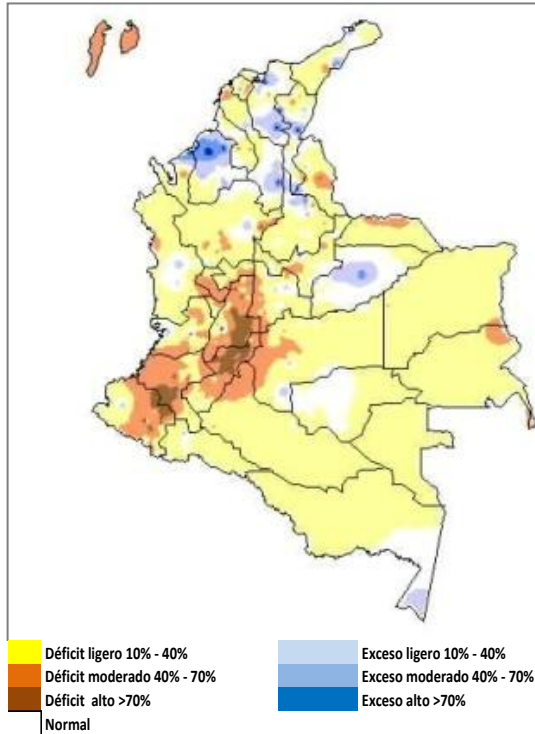 Déficit ligero 10% - 40%
Déficit moderado 40% - 70%
Déficit alto >70%
Normal
Exceso ligero 10% - 40%
Exceso moderado 40% - 70%
Exceso alto >70%